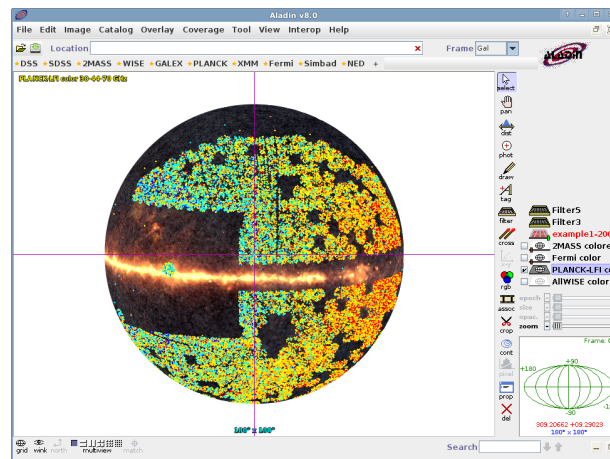 Aladin v8.0
File Edit Image Catalog Overlay Coverage Tool View Interop Help
Location Frame Gal
DSS SDSS 2MASS WISE GALEX PLANCK XMM Fermi Simbad NED +
Aladin
PLANCK-LFI color 30-44-70 GHz
select
pan
dist
phot
draw
tag
filter
cross
rgb
assoc
crop
cont
pixel
prop
del
Filter5
Filter3
example1-200
2MASS colore
Fermi color
PLANCK-LFI co
AllWISE color
epoch
size
opac.
zoom
Frame: G
+90
+180
-90
309.20662 +09.29023
180° x 180°
180° x 180°
grid wink north multiview match
Search